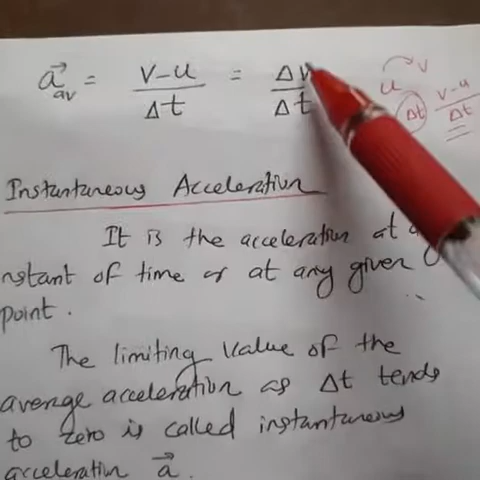 a⃗av = v-u/Δt = Δv/Δt
u v
Δt v-u/Δt
Instantaneous Acceleration
It is the acceleration at
nstant of time or at any given
point.
The limiting value of the
average acceleration as Δt tends
to zero is called instantaneous
acceleration a⃗.